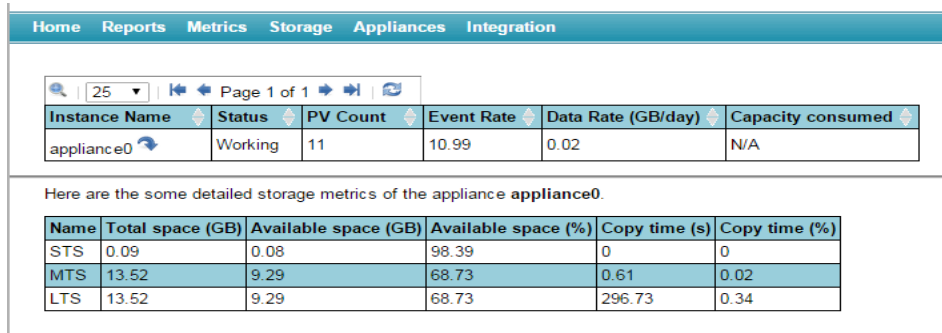 Home Reports Metrics Storage Appliances Integration
25 Page 1 of 1
Instance Name Status PV Count Event Rate Data Rate (GB/day) Capacity consumed
appliance0 Working 11 10.99 0.02 N/A
Here are the some detailed storage metrics of the appliance appliance0.
Name Total space (GB) Available space (GB) Available space (%) Copy time (s) Copy time (%)
STS 0.09 0.08 98.39 0 0
MTS 13.52 9.29 68.73 0.61 0.02
LTS 13.52 9.29 68.73 296.73 0.34